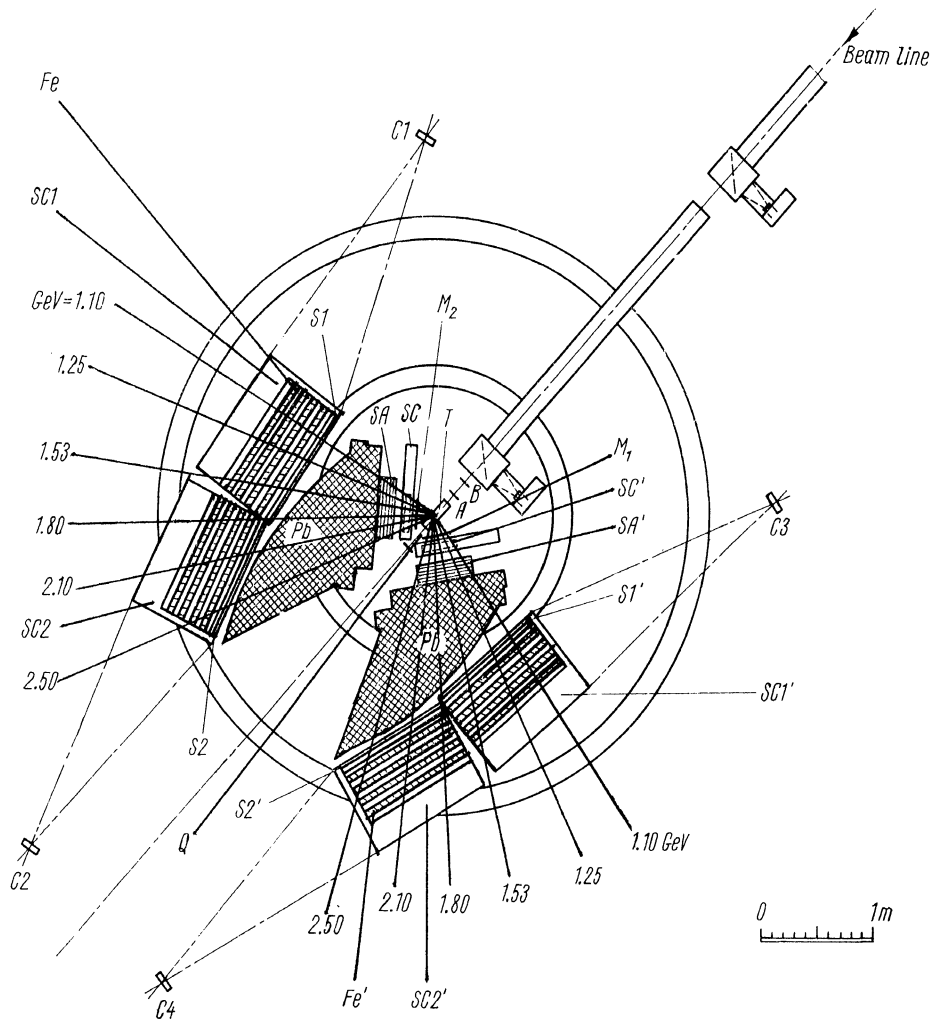 Beam line
Fe
C1
SC1
GeV=1.10
S1
M2
1.25
SA
SC
T
1.53
M1
B
SC'
A
C3
1.80
Pb
SA'
2.10
S1'
SC2
Pb
2.50
SC1'
S2
S2'
Q
1.10 GeV
C2
1.25
1.53
2.10
1.80
2.50
0 1m
Fe'
SC2'
C4